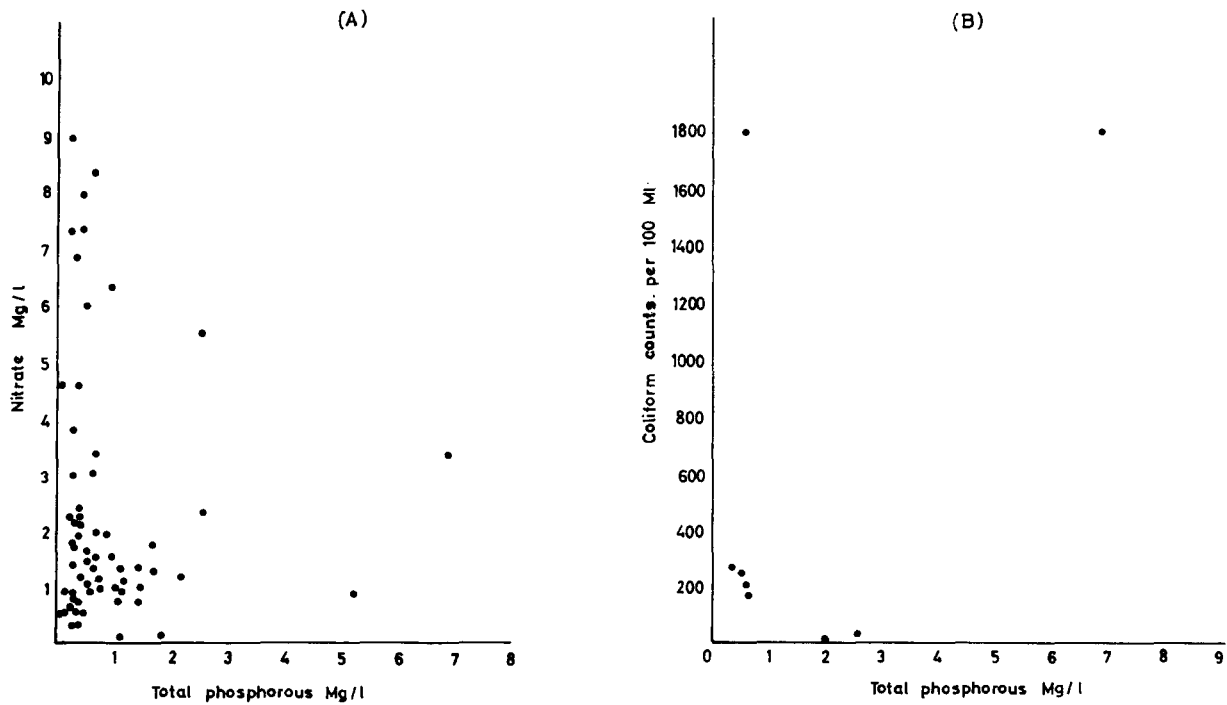 (A)
10
9
8
7
6
5
4
3
2
1
Nitrate Mg/l
1 2 3 4 5 6 7 8
Total phosphorous Mg/l
(B)
1800
1600
1400
1200
1000
800
600
400
200
Coliform counts. per 100 Ml.
0 1 2 3 4 5 6 7 8 9
Total phosphorous Mg/l